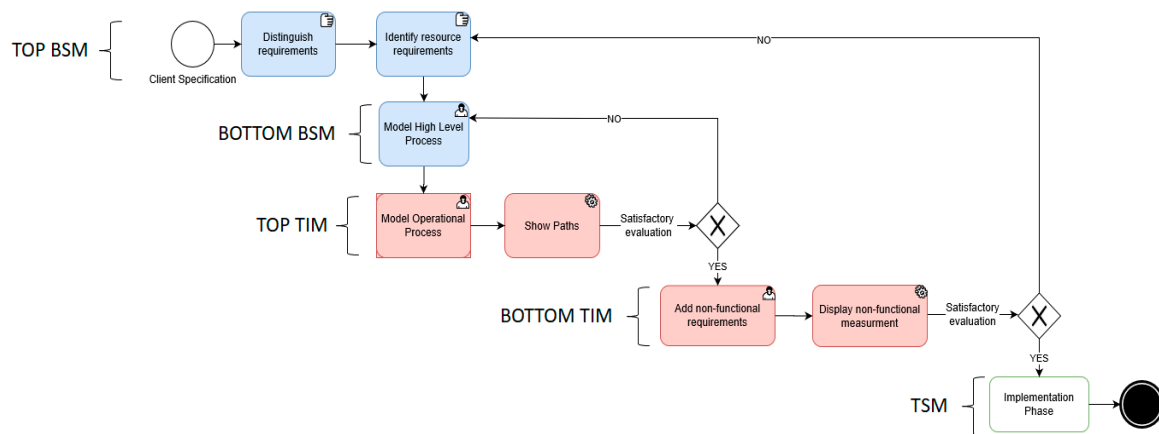 TOP BSM
Client Specification
Distinguish
requirements
Identify resource
requirements
NO
BOTTOM BSM
Model High Level
Process
NO
TOP TIM
Model Operational
Process
Show Paths
Satisfactory
evaluation
X
YES
BOTTOM TIM
Add non-functional
requirements
Display non-functional
measurment
Satisfactory
evaluation
X
YES
TSM
Implementation
Phase